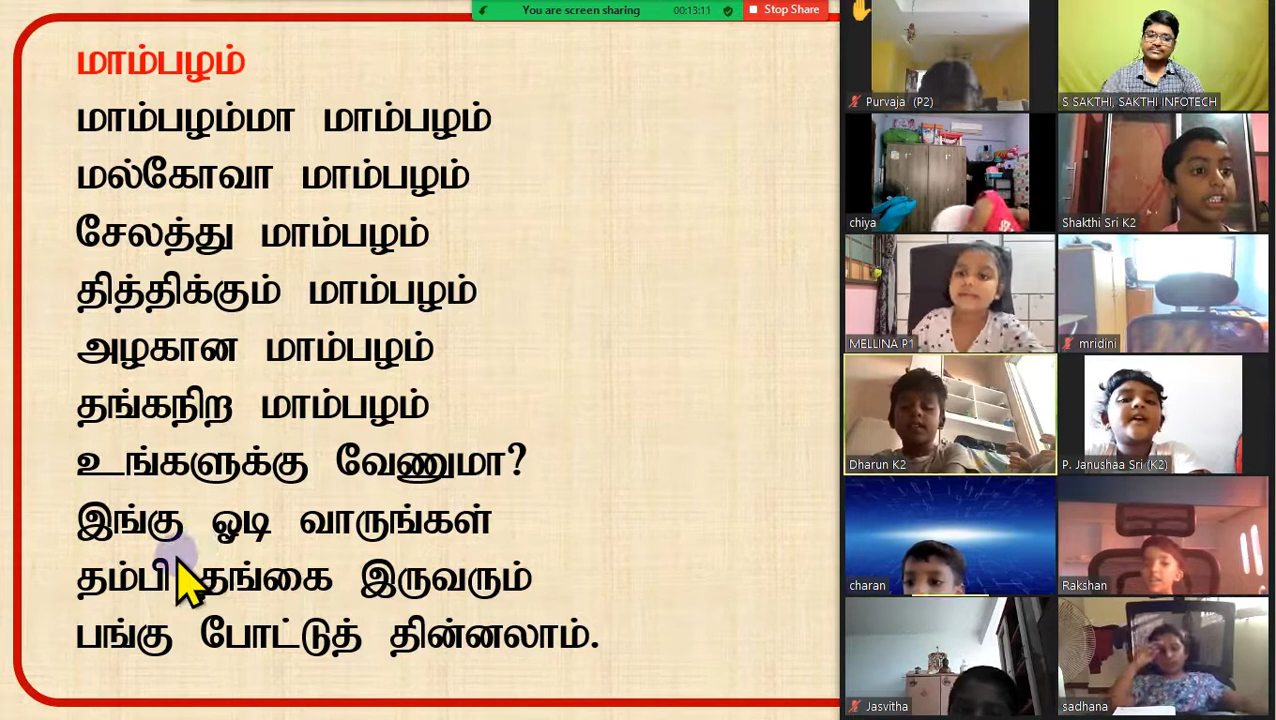 You are screen sharing 00:13:11 Stop Share
மாம்பழம்
மாம்பழம்மா மாம்பழம்
மல்கோவா மாம்பழம்
சேலத்து மாம்பழம்
தித்திக்கும் மாம்பழம்
அழகான மாம்பழம்
தங்கநிற மாம்பழம்
உங்களுக்கு வேணுமா?
இங்கு ஓடி வாருங்கள்
தம்பி தங்கை இருவரும்
பங்கு போட்டுத் தின்னலாம்.
Purvaja (P2)
S SAKTHI, SAKTHI INFOTECH
chiya
Shakthi Sri K2
MELLINA P1
mridini
Dharun K2
P. Janushaa Sri (K2)
charan
Rakshan
Jasvitha
sadhana